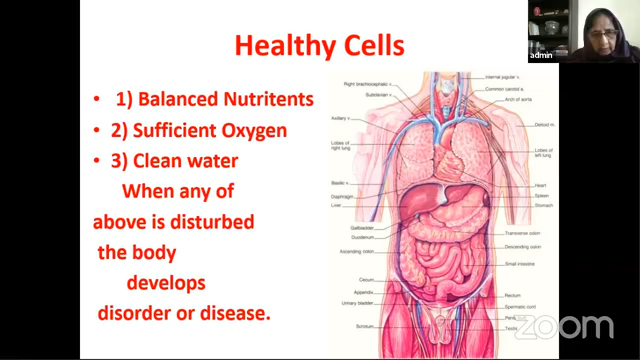 Healthy Cells
• 1) Balanced Nutritents
• 2) Sufficient Oxygen
• 3) Clean water
When any of
above is disturbed
the body
develops
disorder or disease.
Right brachiocephalic v.
Subclavian v.
Axillary v.
Lobes of
right lung
Basilic v.
Diaphragm
Liver
Gallbladder
Duodenum
Ascending colon
Cecum
Appendix
Urinary bladder
Scrotum
Internal jugular v.
Common carotid a.
Arch of aorta
Deltoid m.
Lobes of
left lung
Heart
Spleen
Stomach
Transverse colon
Descending colon
Small intestine
Rectum
Spermatic cord
Penis
Testis
admin
zoom